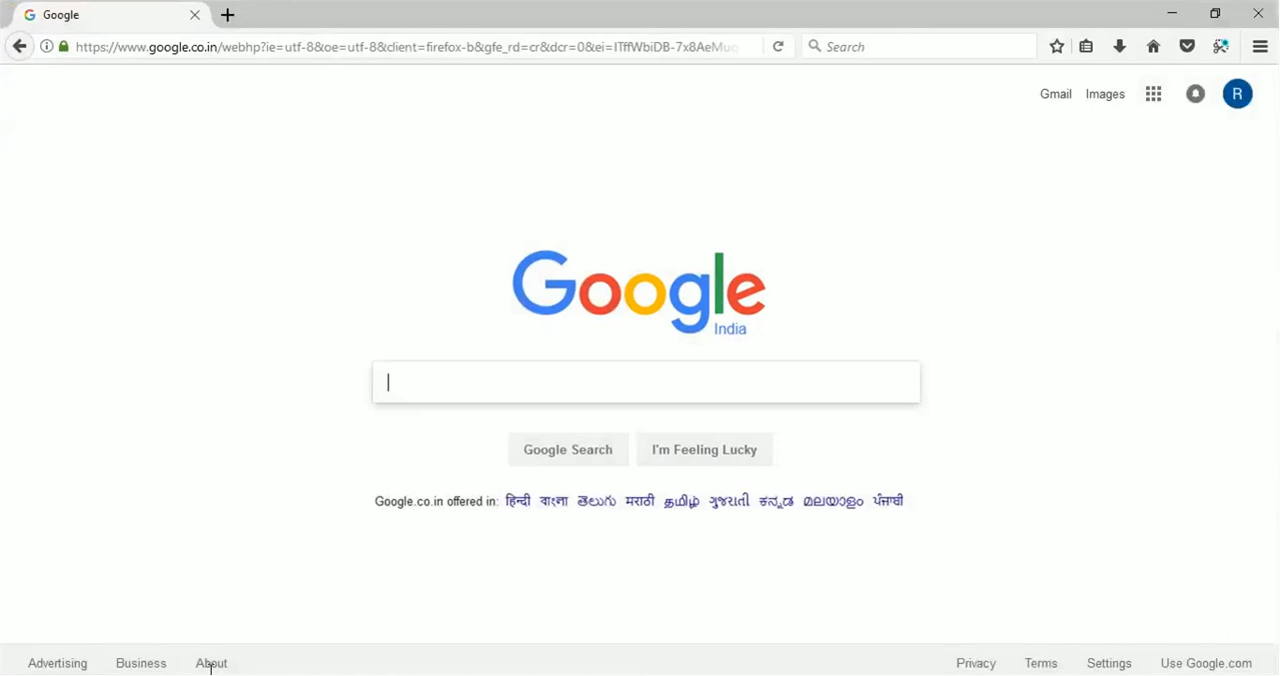 Google
https://www.google.co.in/webhp?ie=utf-8&oe=utf-8&client=firefox-b&gfe_rd=cr&dcr=0&ei=ITffWbiDB-7x8AeMuq
Search
Gmail Images R
Google
India
Google Search I'm Feeling Lucky
Google.co.in offered in: हिन्दी বাংলা తెలుగు मराठी தமிழ் ગુજરાતી ಕನ್ನಡ മലയാളം ਪੰਜਾਬੀ
Advertising Business About Privacy Terms Settings Use Google.com